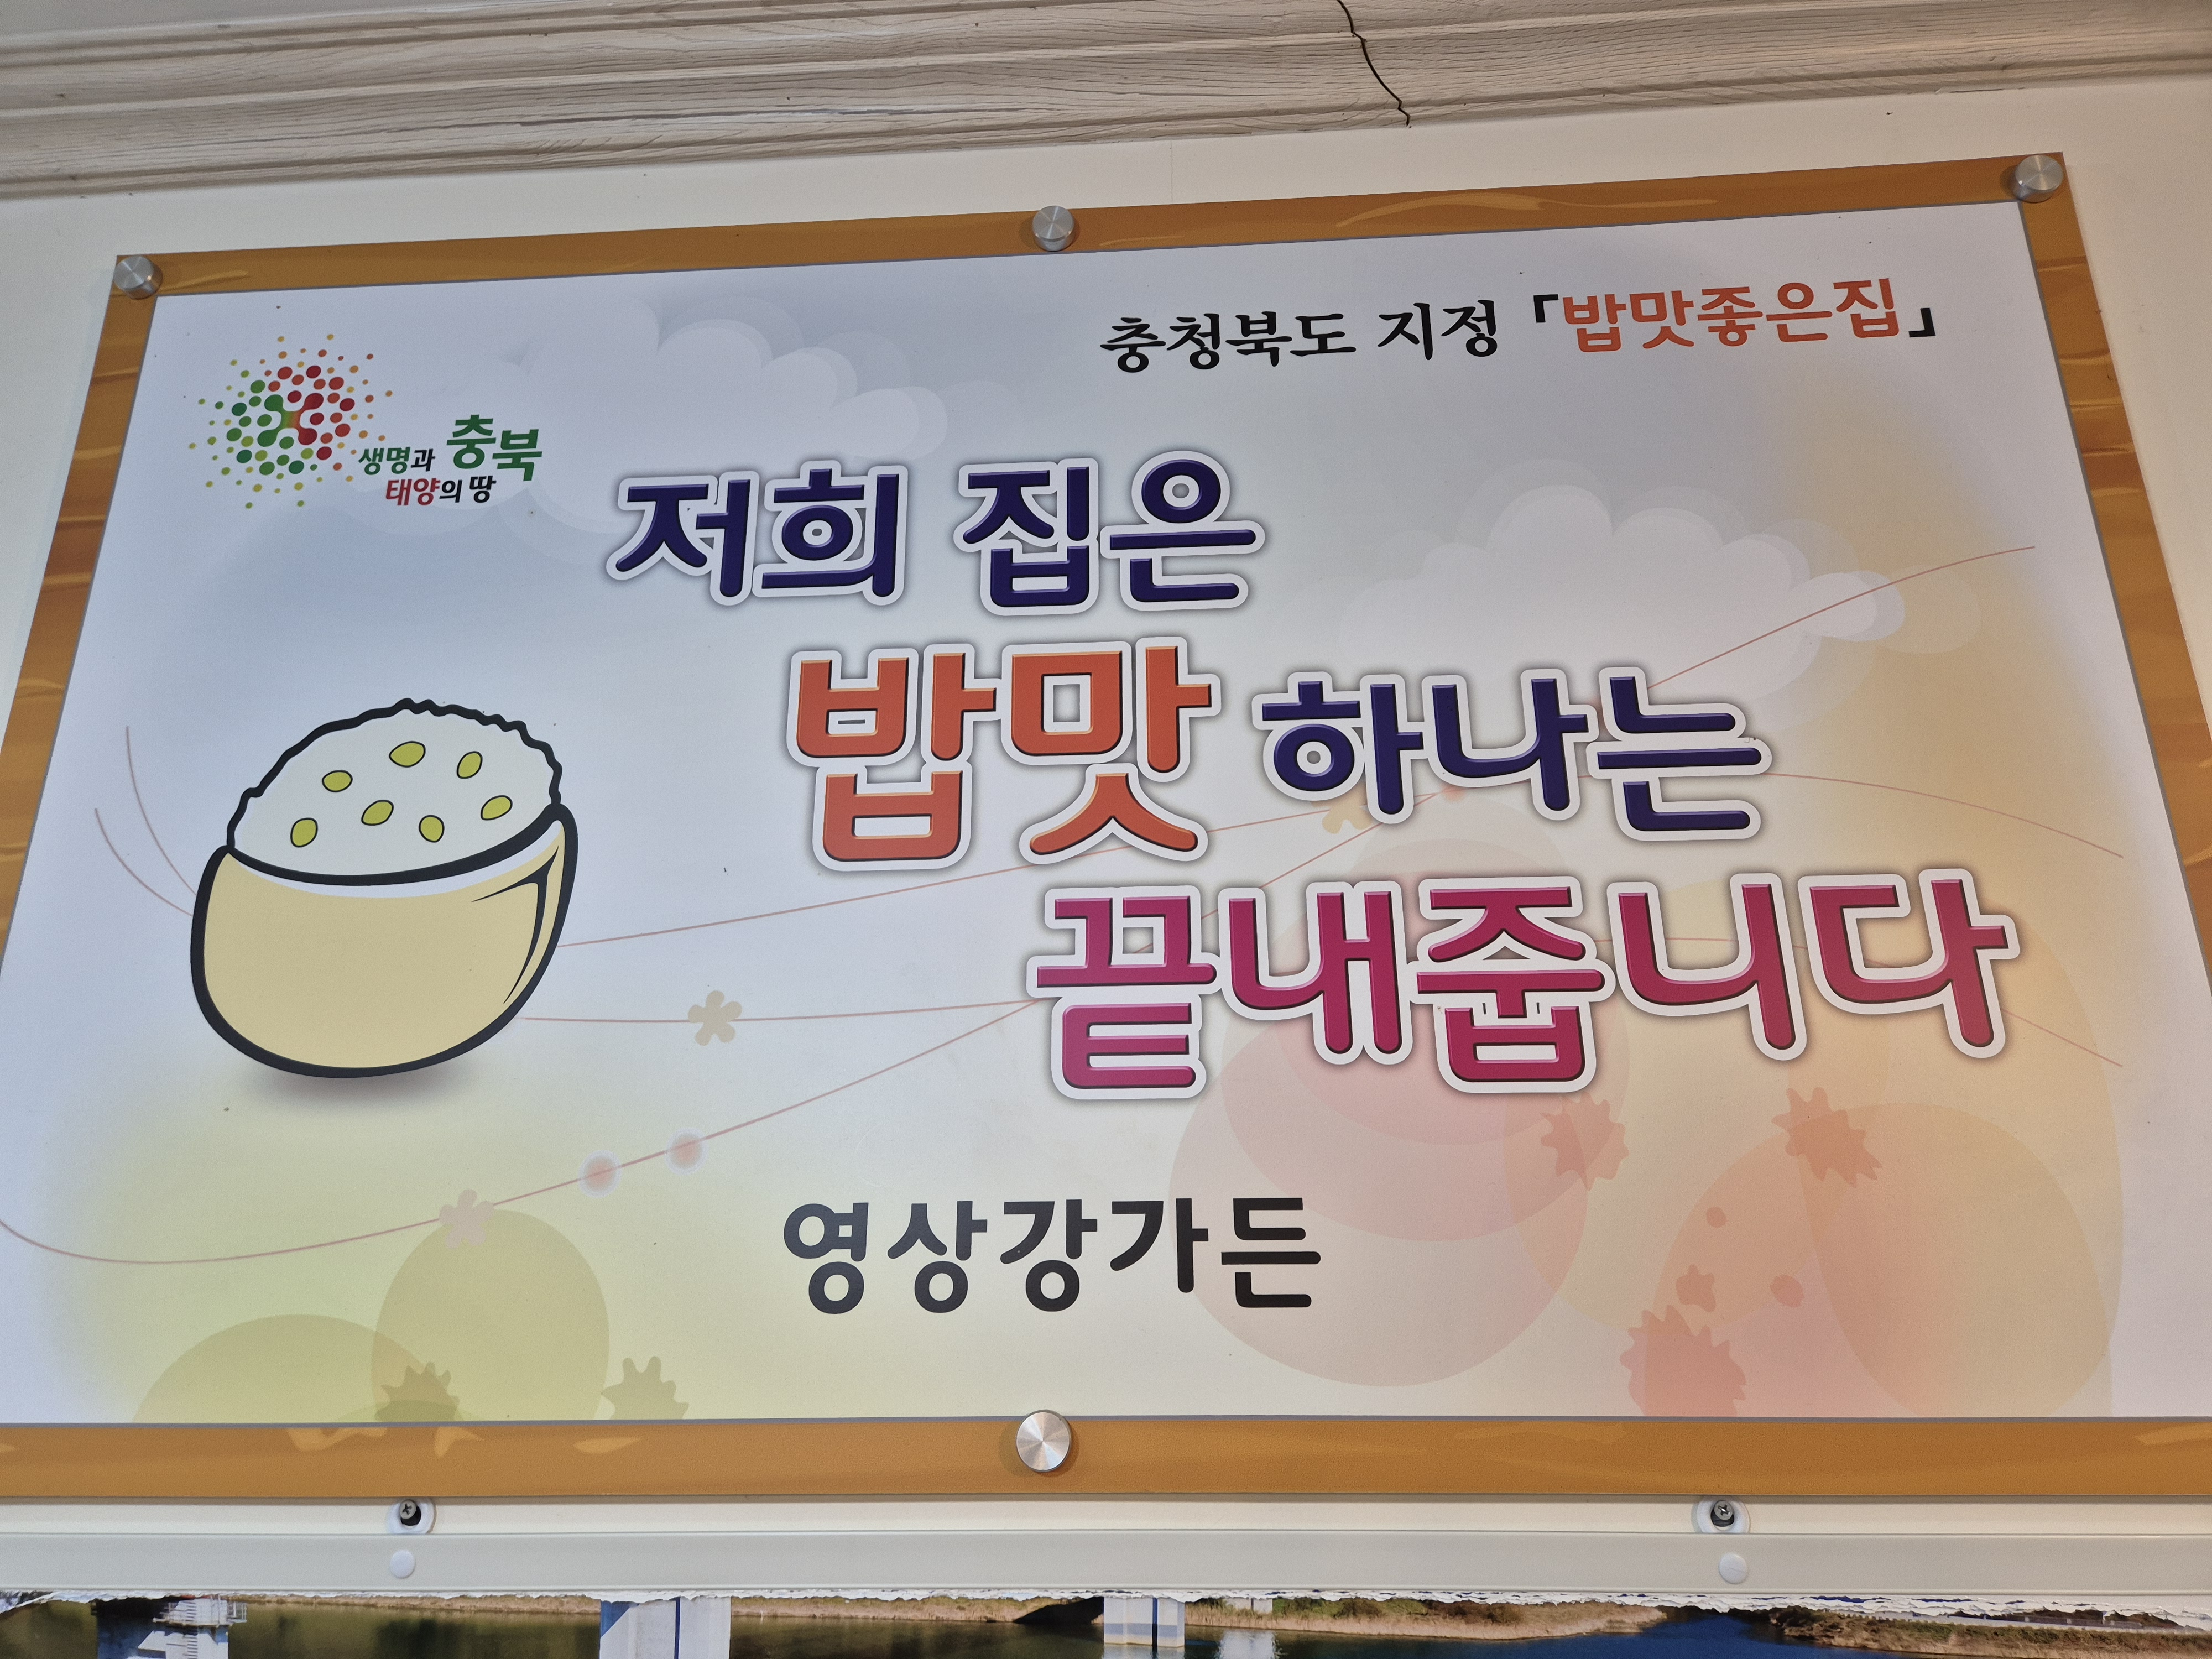 충청북도 지정 「밥맛좋은집」
생명과 충북
태양의 땅
저희 집은
밥맛 하나는
끝내줍니다
영상강가든